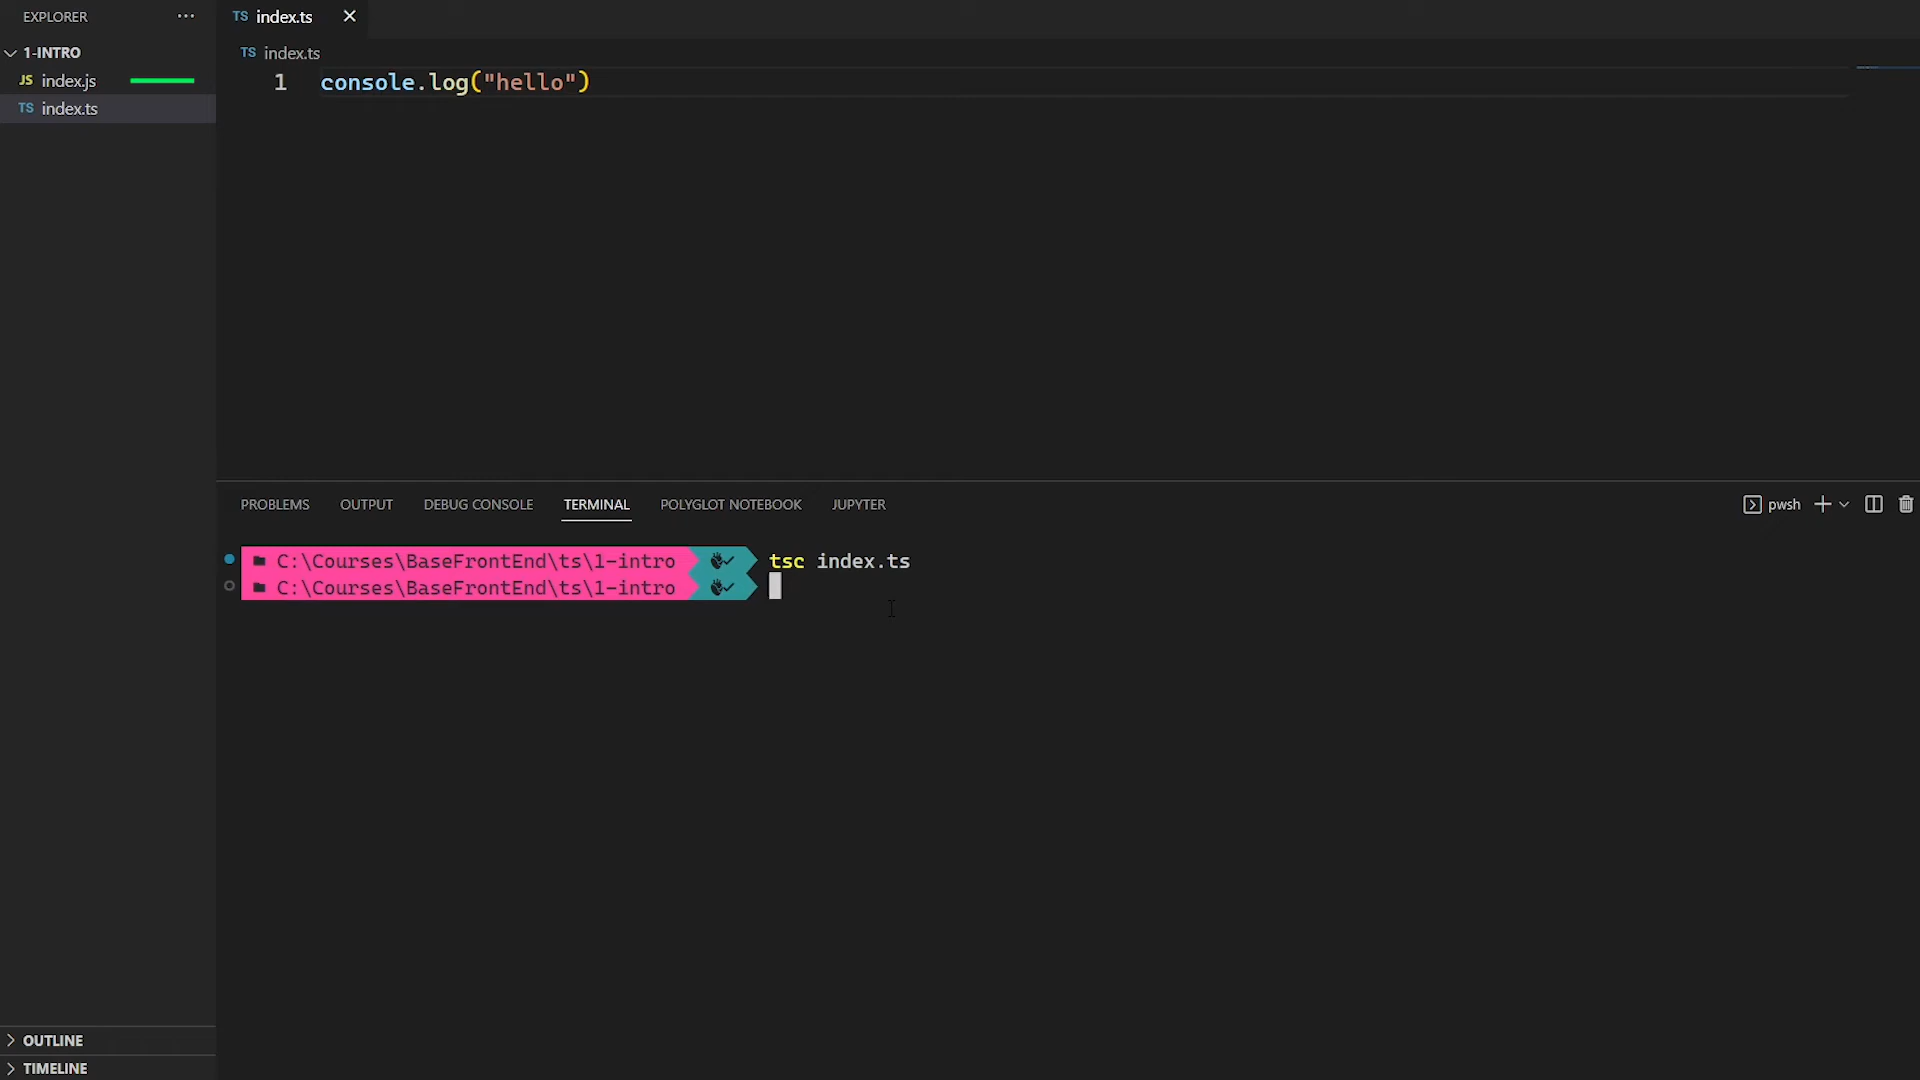 EXPLORER
1-INTRO
JS index.js
TS index.ts
TS index.ts
TS index.ts
1 console.log("hello")
PROBLEMS OUTPUT DEBUG CONSOLE TERMINAL POLYGLOT NOTEBOOK JUPYTER pwsh
C:\Courses\BaseFrontEnd\ts\1-intro tsc index.ts
C:\Courses\BaseFrontEnd\ts\1-intro
OUTLINE
TIMELINE